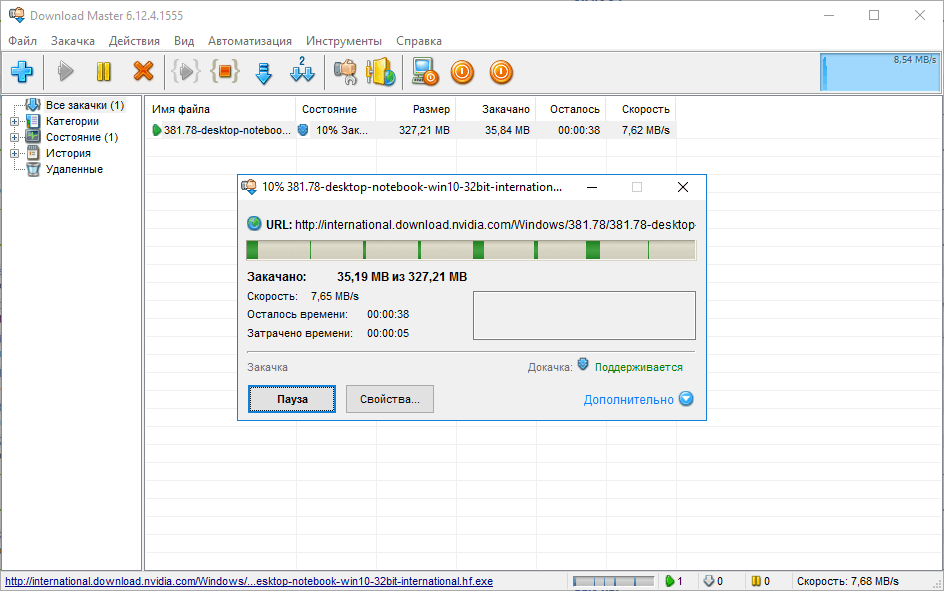 Download Master 6.12.4.1555
Файл Закачка Действия Вид Автоматизация Инструменты Справка
2
8,54 MB/s
Все закачки (1)
Категории
Состояние (1)
История
Удаленные
Имя файла Состояние Размер Закачано Осталось Скорость
381.78-desktop-noteboo... 10% Зак... 327,21 MB 35,84 MB 00:00:38 7,62 MB/s
10% 381.78-desktop-notebook-win10-32bit-internation...
URL: http://international.download.nvidia.com/Windows/381.78/381.78-desktop-
Закачано: 35,19 MB из 327,21 MB
Скорость: 7,65 MB/s
Осталось времени: 00:00:38
Затрачено времени: 00:00:05
Закачка Докачка: Поддерживается
Пауза Свойства... Дополнительно
http://international.download.nvidia.com/Windows/...esktop-notebook-win10-32bit-international.hf.exe 1 0 0 Скорость: 7,68 MB/s